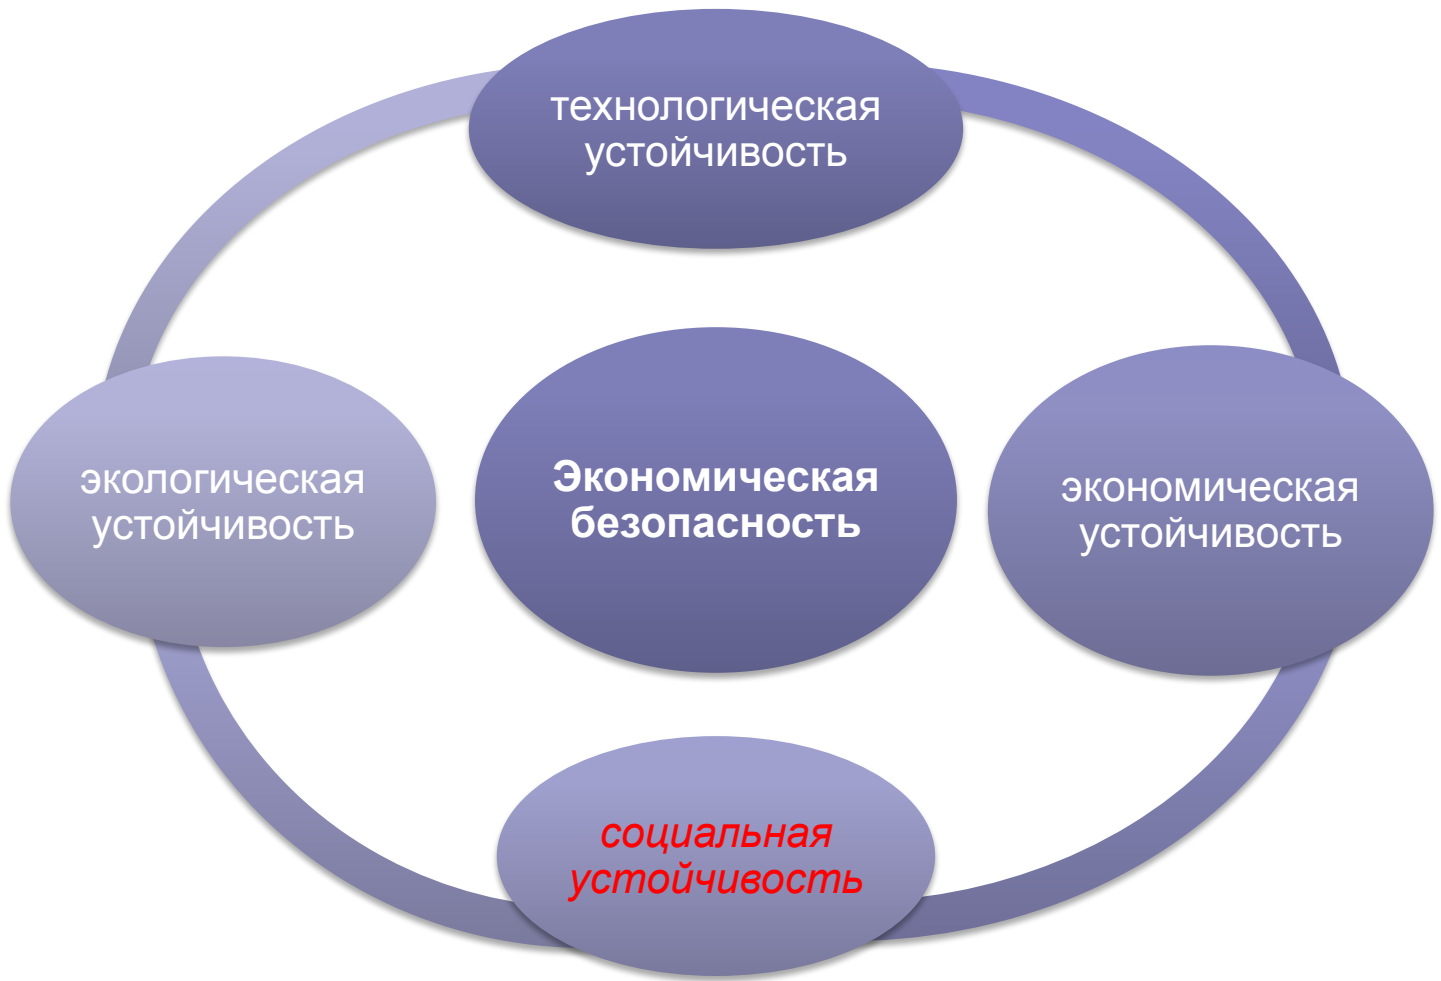 технологическая
устойчивость
экологическая
устойчивость
Экономическая
безопасность
экономическая
устойчивость
социальная
устойчивость